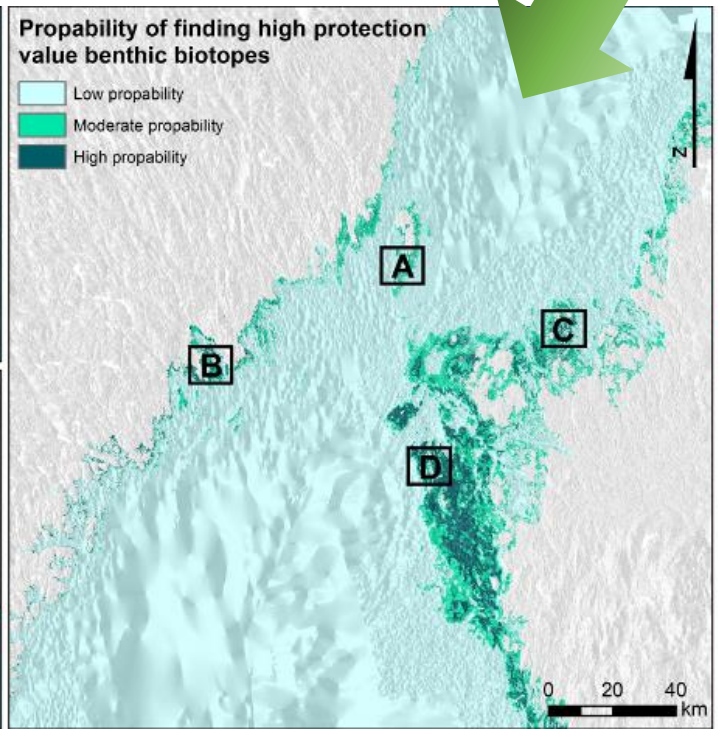 Propability of finding high protection
value benthic biotopes
Low propability
Moderate propability
High propability
N
A
C
B
D
0 20 40
km